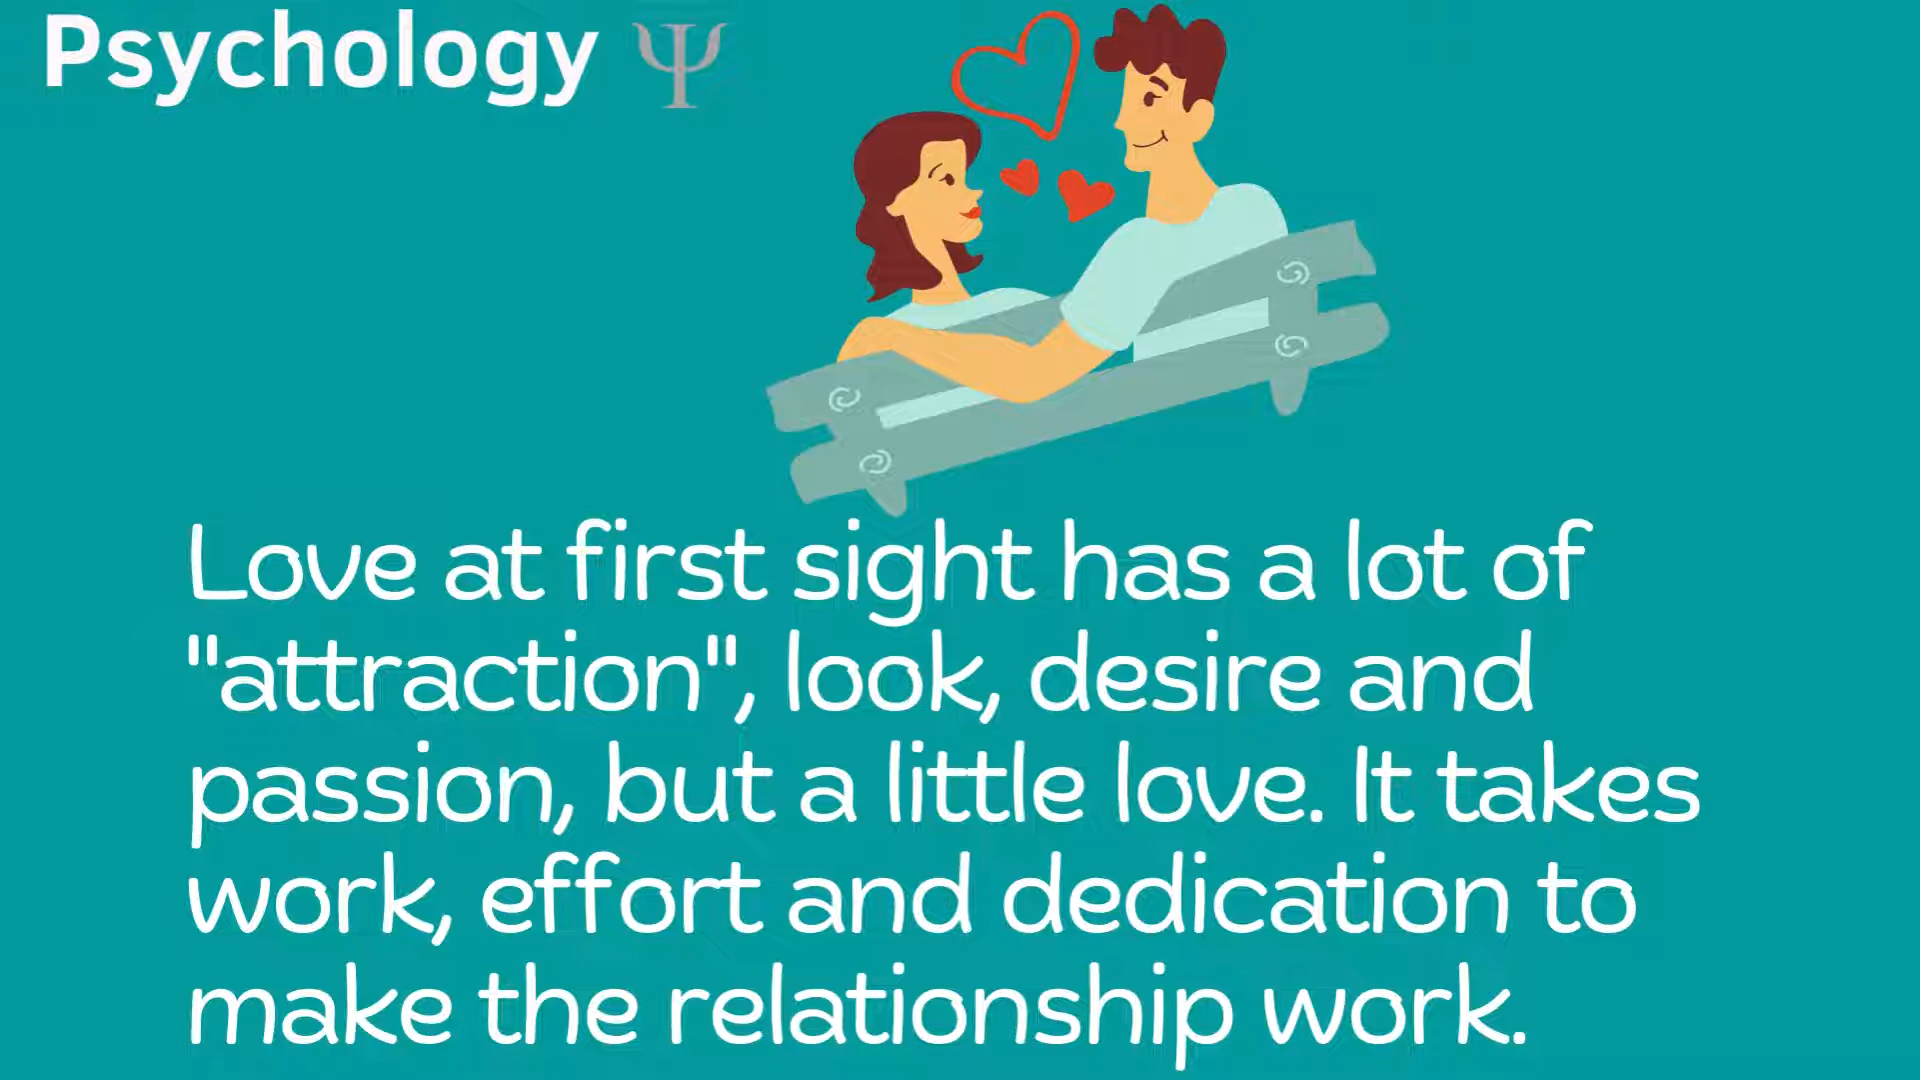 Psychology Ψ
Love at first sight has a lot of
"attraction", look, desire and
passion, but a little love. It takes
work, effort and dedication to
make the relationship work.